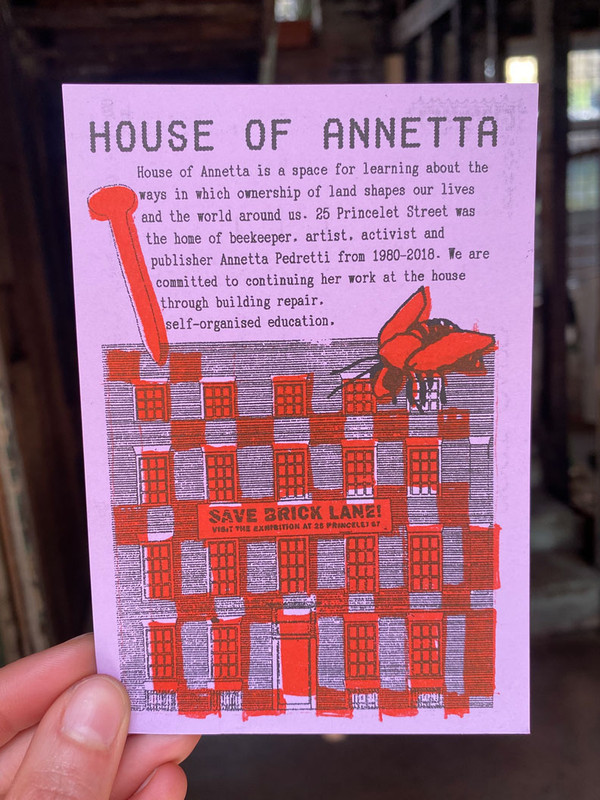 HOUSE OF ANNETTA
House of Annetta is a space for learning about the
ways in which ownership of land shapes our lives
and the world around us. 25 Princelet Street was
the home of beekeeper, artist, activist and
publisher Annetta Pedretti from 1980-2018. We are
committed to continuing her work at the house
through building repair,
self-organised education.
SAVE BRICK LANE!
VISIT THE EXHIBITION AT 25 PRINCELET ST